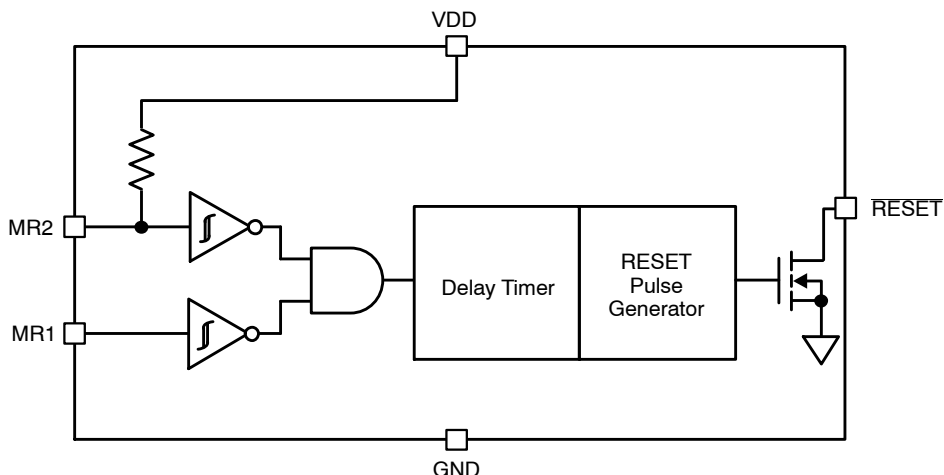 VDD
MR2
RESET
MR1
Delay Timer
RESET
Pulse
Generator
GND